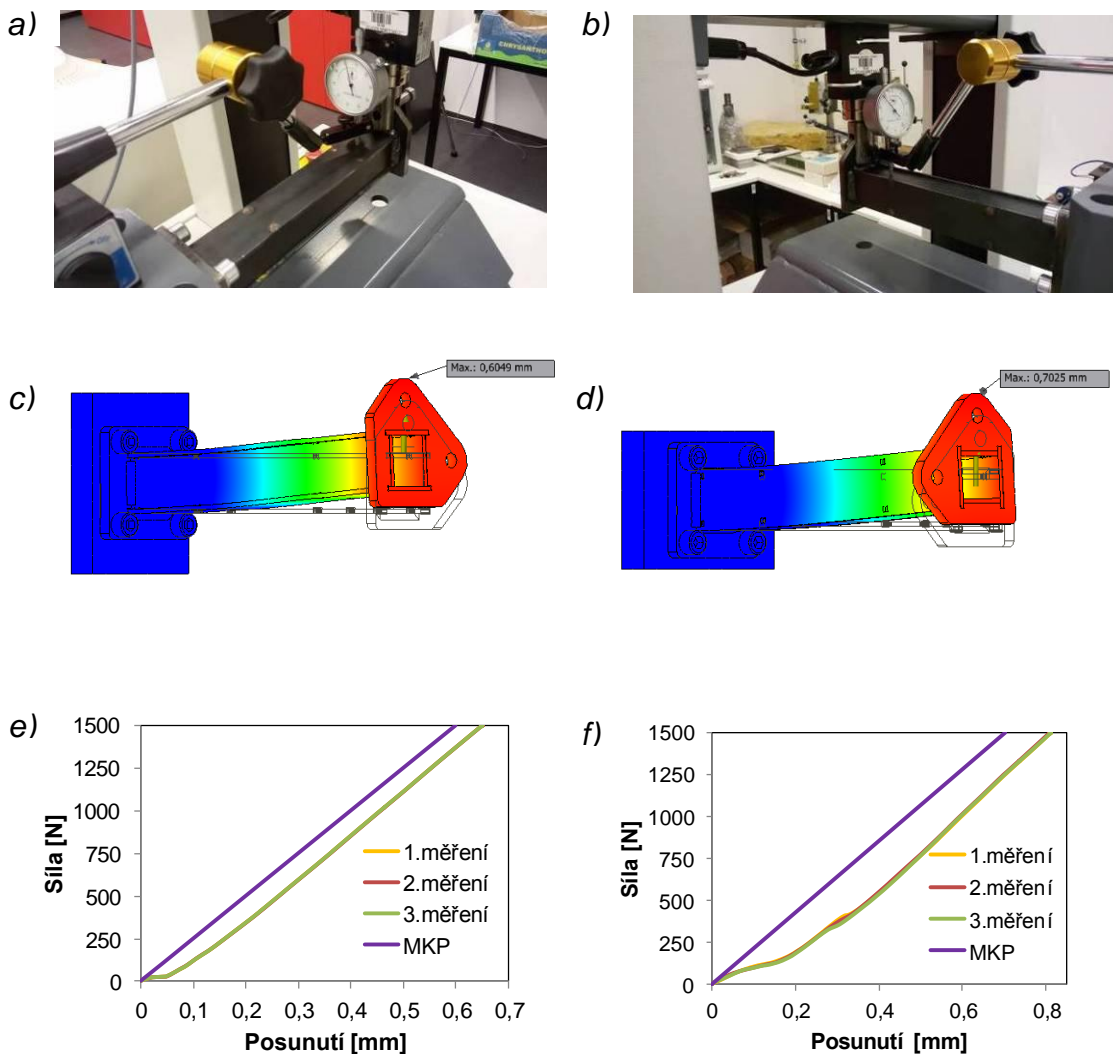 a)
CHRYSANTHO
b)
c)
Max.: 0,6049 mm
d)
Max.: 0,7025 mm
e)
1500
1250
1000
750
500
250
0
Síla [N]
1.měření
2.měření
3.měření
MKP
0 0,1 0,2 0,3 0,4 0,5 0,6 0,7
Posunutí [mm]
f)
1500
1250
1000
750
500
250
0
Síla [N]
1.měření
2.měření
3.měření
MKP
0 0,2 0,4 0,6 0,8
Posunutí [mm]